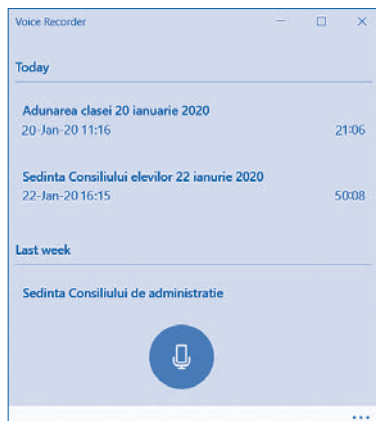 Voice Recorder
Today
Adunarea clasei 20 ianuarie 2020
20-Jan-20 11:16 21:06
Sedinta Consiliului elevilor 22 ianurie 2020
22-Jan-20 16:15 50:08
Last week
Sedinta Consiliului de administratie